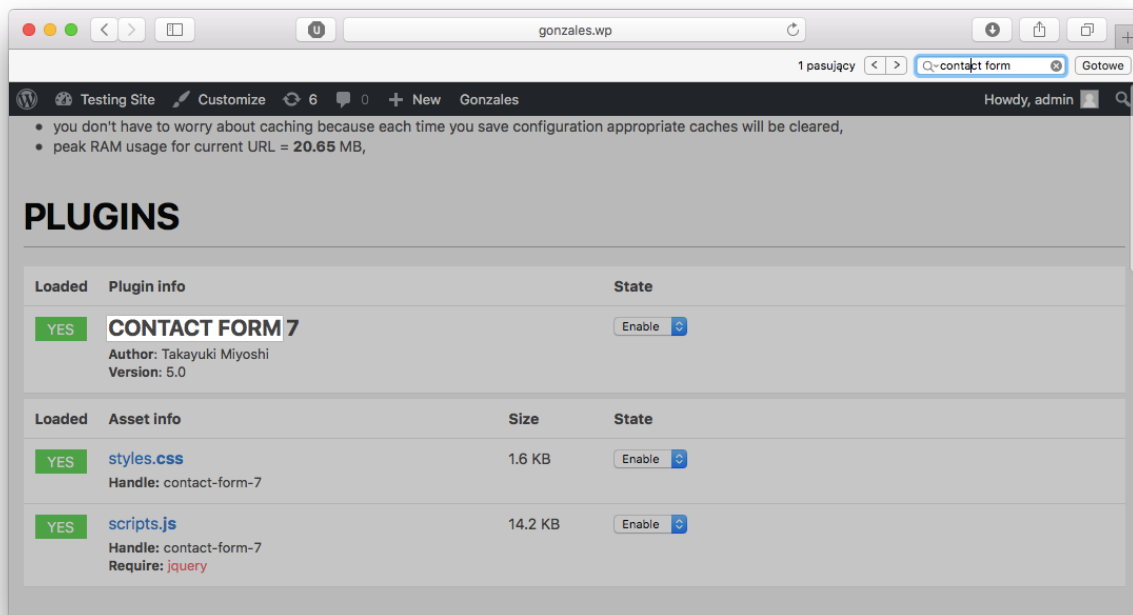 gonzales.wp
1 pasujący < > contact form Gotowe
Testing Site Customize 6 0 + New Gonzales Howdy, admin
• you don't have to worry about caching because each time you save configuration appropriate caches will be cleared,
• peak RAM usage for current URL = 20.65 MB,
PLUGINS
Loaded Plugin info State
YES CONTACT FORM 7 Enable
Author: Takayuki Miyoshi
Version: 5.0
Loaded Asset info Size State
YES styles.css 1.6 KB Enable
Handle: contact-form-7
YES scripts.js 14.2 KB Enable
Handle: contact-form-7
Require: jquery